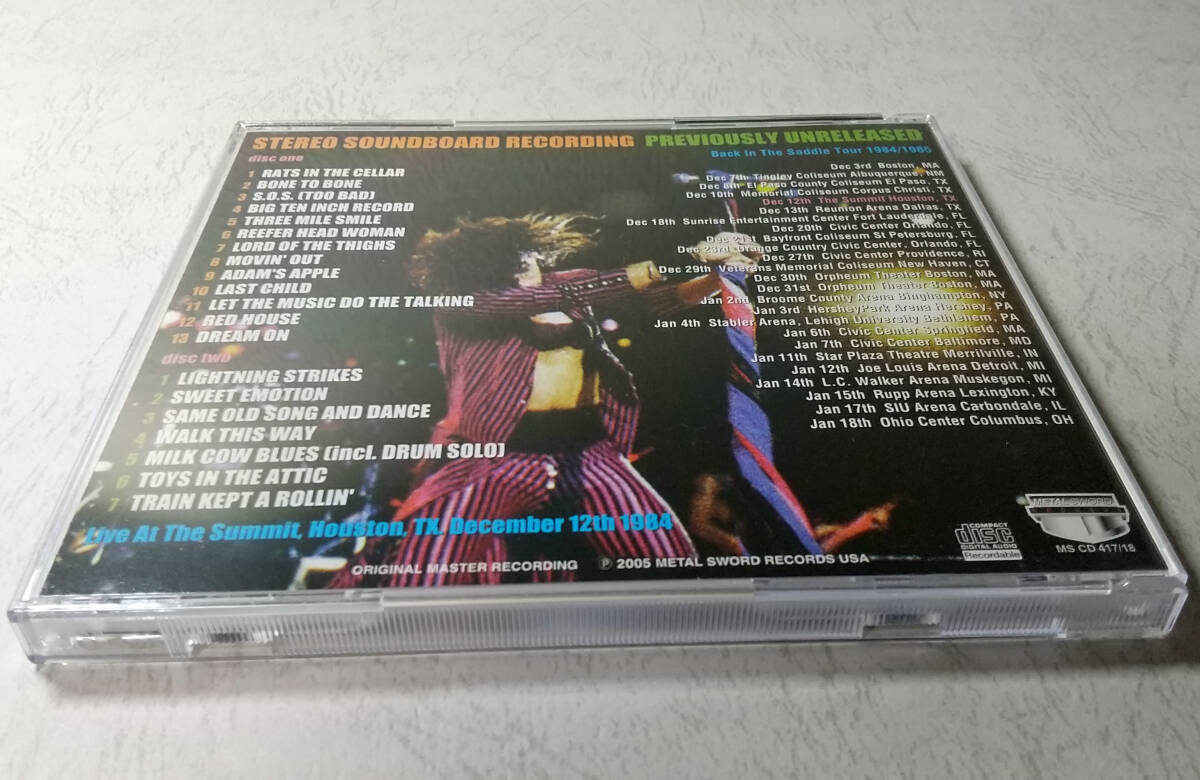 STEREO SOUNDBOARD RECORDING PREVIOUSLY UNRELEASED
Back In The Saddle Tour 1984/1985
disc one
1 RATS IN THE CELLAR
2 BONE TO BONE
3 S.O.S. (TOO BAD)
4 BIG TEN INCH RECORD
5 THREE MILE SMILE
6 REEFER HEAD WOMAN
7 LORD OF THE THIGHS
8 MOVIN' OUT
9 ADAM'S APPLE
10 LAST CHILD
11 LET THE MUSIC DO THE TALKING
12 RED HOUSE
13 DREAM ON
disc two
1 LIGHTNING STRIKES
2 SWEET EMOTION
3 SAME OLD SONG AND DANCE
4 WALK THIS WAY
5 MILK COW BLUES (incl. DRUM SOLO)
6 TOYS IN THE ATTIC
7 TRAIN KEPT A ROLLIN'
Live At The Summit, Houston, TX, December 12th 1984
Dec 3rd Boston, MA
Dec 7th Tingley Coliseum Albuquerque, NM
Dec 8th El Paso County Coliseum El Paso, TX
Dec 10th Memorial Coliseum Corpus Christi, TX
Dec 12th The Summit Houston, TX
Dec 13th Reunion Arena Dallas, TX
Dec 18th Sunrise Entertainment Center Fort Lauderdale, FL
Dec 20th Civic Center Orlando, FL
Dec 21st Bayfront Coliseum St Petersburg, FL
Dec 23rd Orange County Civic Center, Orlando, FL
Dec 27th Civic Center Providence, RI
Dec 29th Veterans Memorial Coliseum New Haven, CT
Dec 30th Orpheum Theater Boston, MA
Dec 31st Orpheum Theater Boston, MA
Jan 2nd Broome County Arena Binghampton, NY
Jan 3rd HersheyPark Arena Hershey, PA
Jan 4th Stabler Arena, Lehigh University Bethlehem, PA
Jan 6th Civic Center Springfield, MA
Jan 7th Civic Center Baltimore, MD
Jan 11th Star Plaza Theatre Merrilville, IN
Jan 12th Joe Louis Arena Detroit, MI
Jan 14th L.C. Walker Arena Muskegon, MI
Jan 15th Rupp Arena Lexington, KY
Jan 17th SIU Arena Carbondale, IL
Jan 18th Ohio Center Columbus, OH
ORIGINAL MASTER RECORDING ℗ 2005 METAL SWORD RECORDS USA
COMPACT
disc
DIGITAL AUDIO
Recordable
METAL SWORD
MS CD 417/18